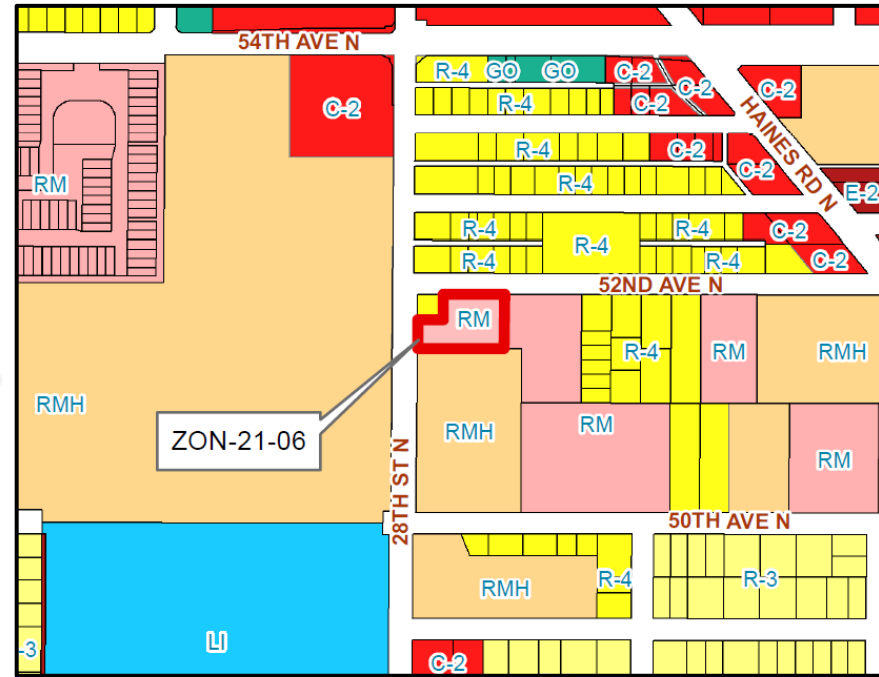 54TH AVE N
R-4
GO
GO
C-2
C-2
C-2
C-2
C-2
R-4
HAINES RD N
R-4
C-2
C-2
RM
R-4
E-2
R-4
R-4
C-2
R-4
R-4
R-4
C-2
52ND AVE N
RM
R-4
RM
RMH
RMH
ZON-21-06
RMH
RM
RM
28TH ST N
50TH AVE N
RMH
R-4
R-3
-3
LI
C-2